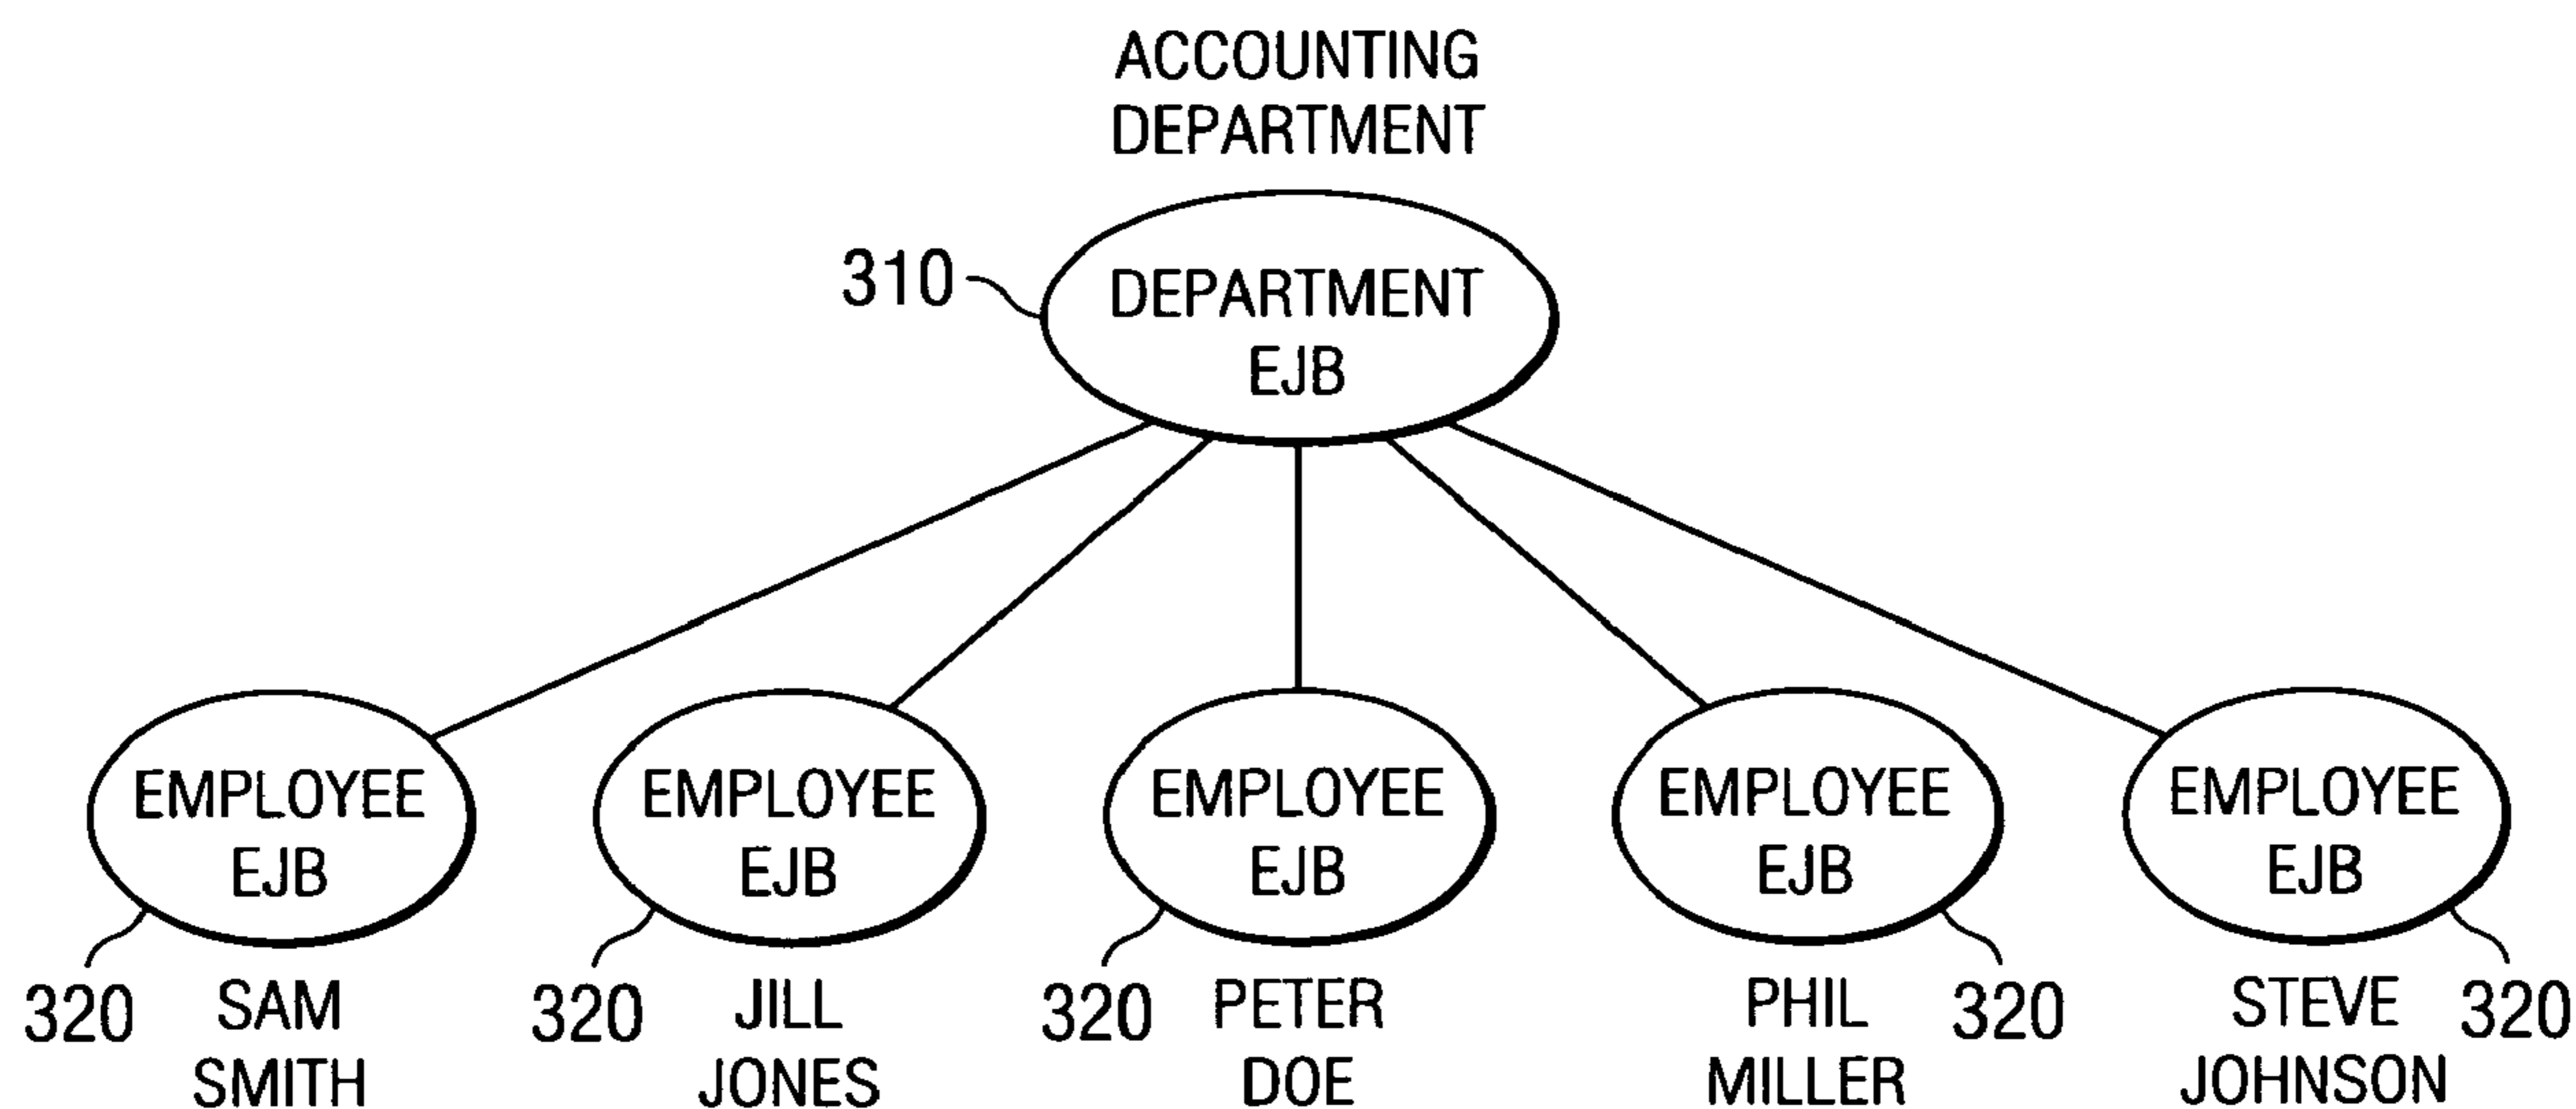 ACCOUNTING
DEPARTMENT
310
DEPARTMENT
EJB
EMPLOYEE
EJB
320
SAM
SMITH
EMPLOYEE
EJB
320
JILL
JONES
EMPLOYEE
EJB
320
PETER
DOE
EMPLOYEE
EJB
320
PHIL
MILLER
EMPLOYEE
EJB
320
STEVE
JOHNSON